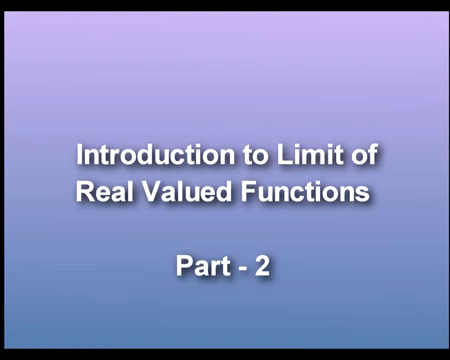 Introduction to Limit of
Real Valued Functions
Part - 2